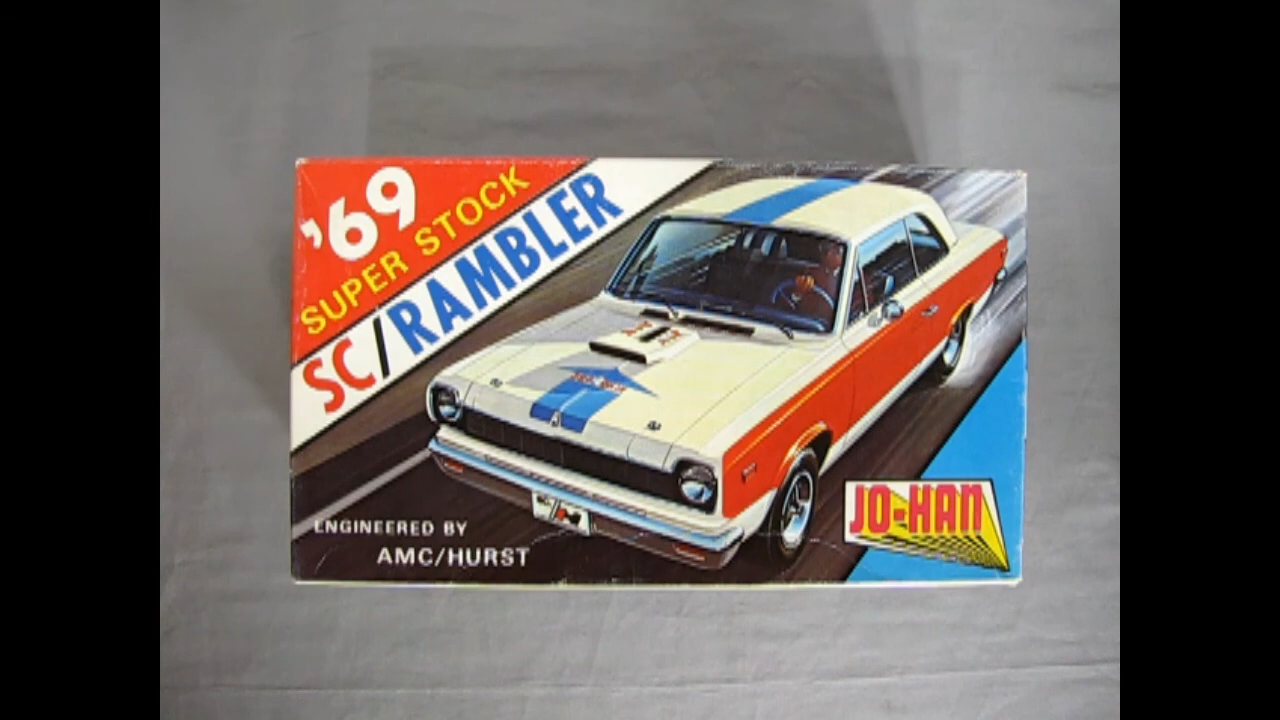 '69
SUPER STOCK
SC/RAMBLER
ENGINEERED BY
AMC/HURST
JO-HAN